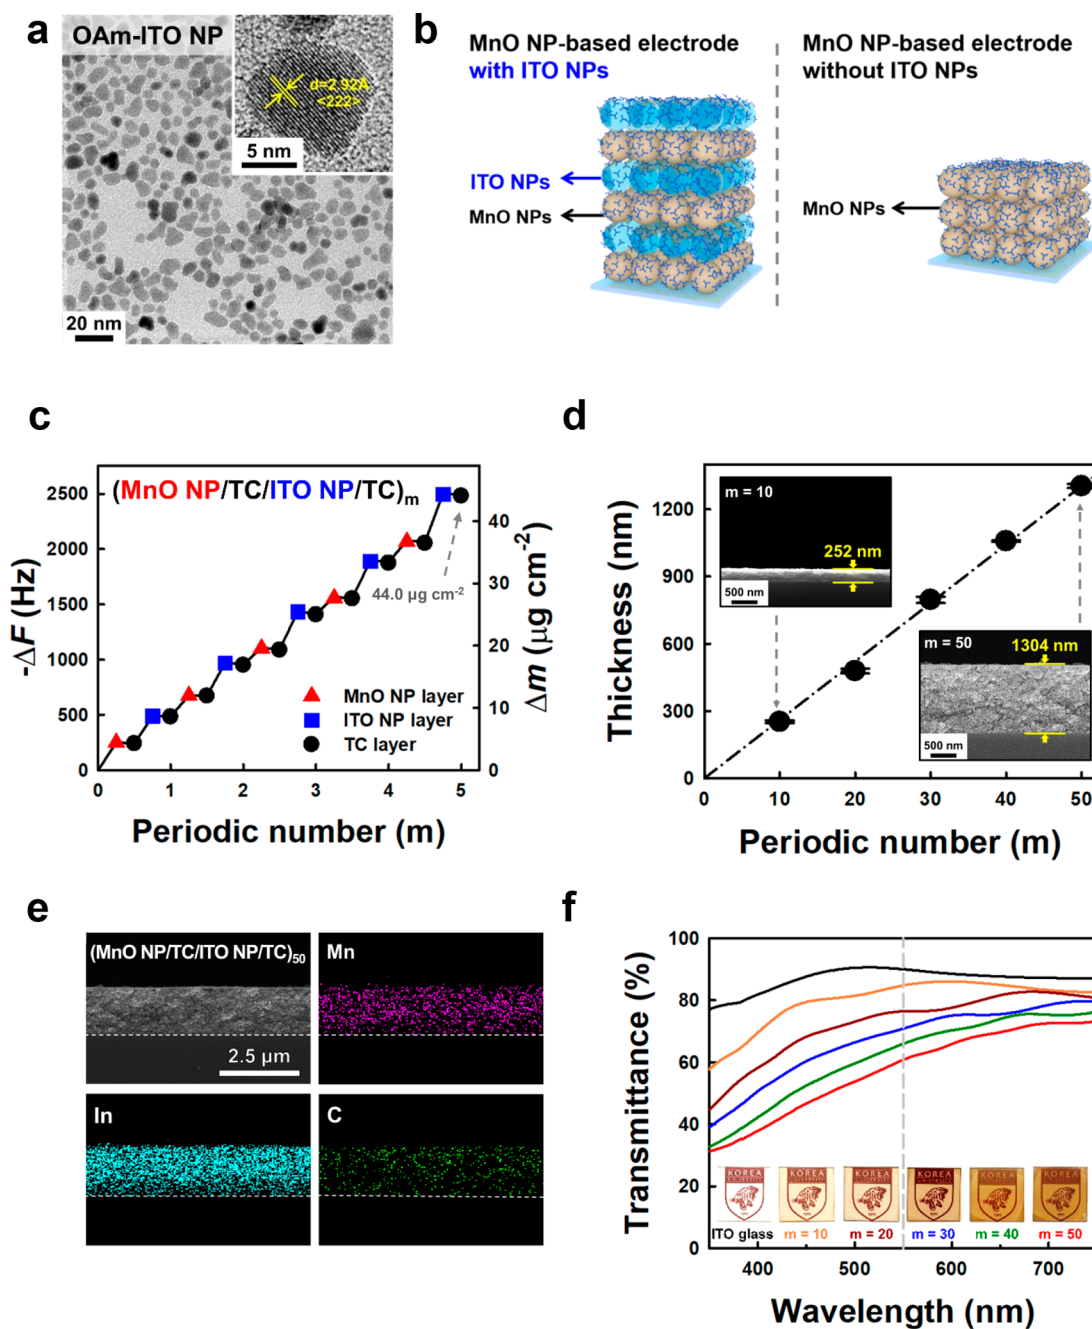 a
OAm-ITO NP
d=2.92Å
<222>
5 nm
20 nm
b
MnO NP-based electrode
with ITO NPs
ITO NPs
MnO NPs
MnO NP-based electrode
without ITO NPs
MnO NPs
c
(MnO NP/TC/ITO NP/TC)m
-ΔF (Hz)
2500
2000
1500
1000
500
0
Δm (μg cm⁻²)
40
30
20
10
0
44.0 μg cm⁻²
MnO NP layer
ITO NP layer
TC layer
0 1 2 3 4 5
Periodic number (m)
d
Thickness (nm)
1200
900
600
300
0
m = 10
252 nm
500 nm
m = 50
1304 nm
500 nm
0 10 20 30 40 50
Periodic number (m)
e
(MnO NP/TC/ITO NP/TC)₅₀
2.5 μm
Mn
In
C
f
Transmittance (%)
100
80
60
40
20
0
KOREA
KOREA
KOREA
KOREA
KOREA
KOREA
ITO glass m = 10 m = 20 m = 30 m = 40 m = 50
400 500 600 700
Wavelength (nm)